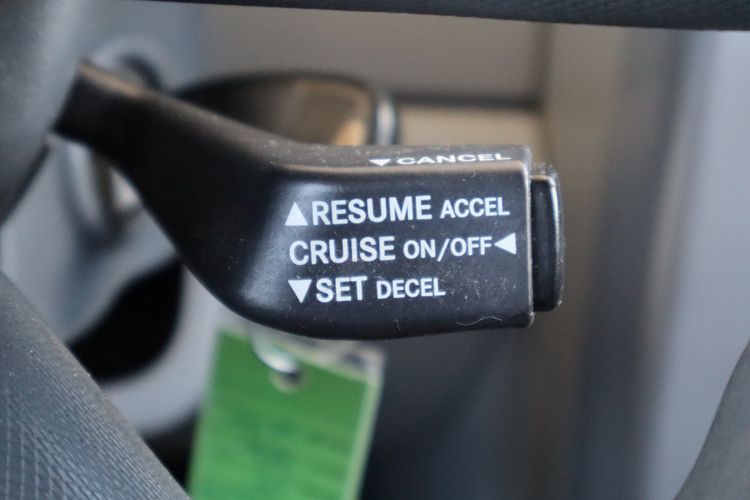 ▼CANCEL
▲RESUME ACCEL
CRUISE ON/OFF◀
▼SET DECEL